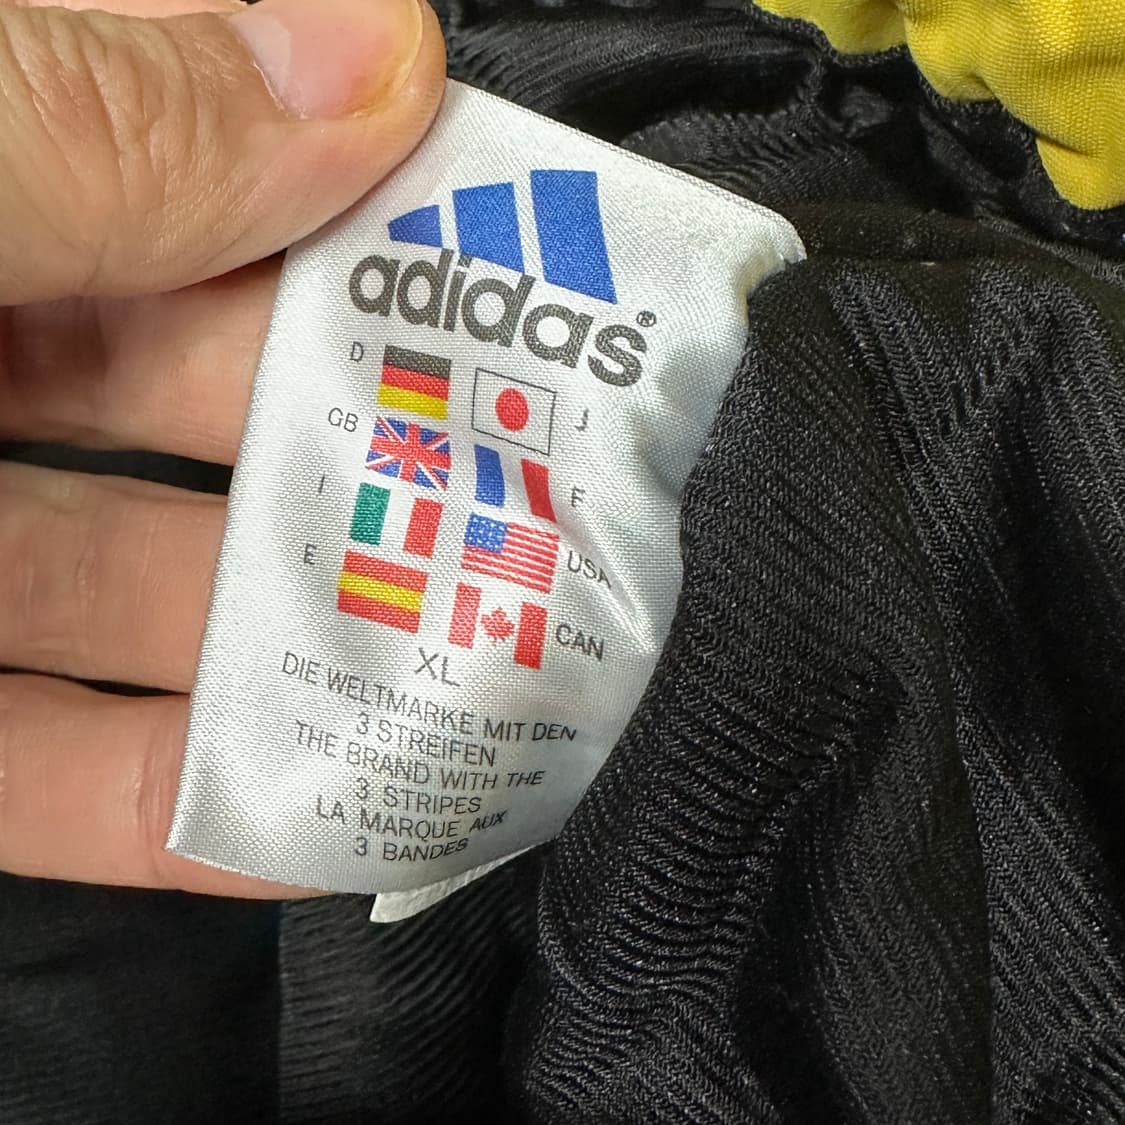 adidas®
D J
GB F
I USA
E CAN
XL
DIE WELTMARKE MIT DEN
3 STREIFEN
THE BRAND WITH THE
3 STRIPES
LA MARQUE AUX
3 BANDES